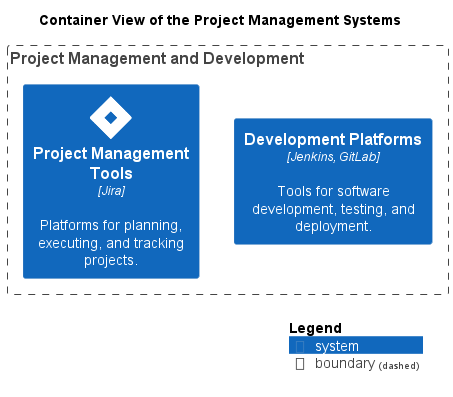 Container View of the Project Management Systems
Project Management and Development
Project Management
Tools
[Jira]
Platforms for planning,
executing, and tracking
projects.
Development Platforms
[Jenkins, GitLab]
Tools for software
development, testing, and
deployment.
Legend
system
boundary (dashed)